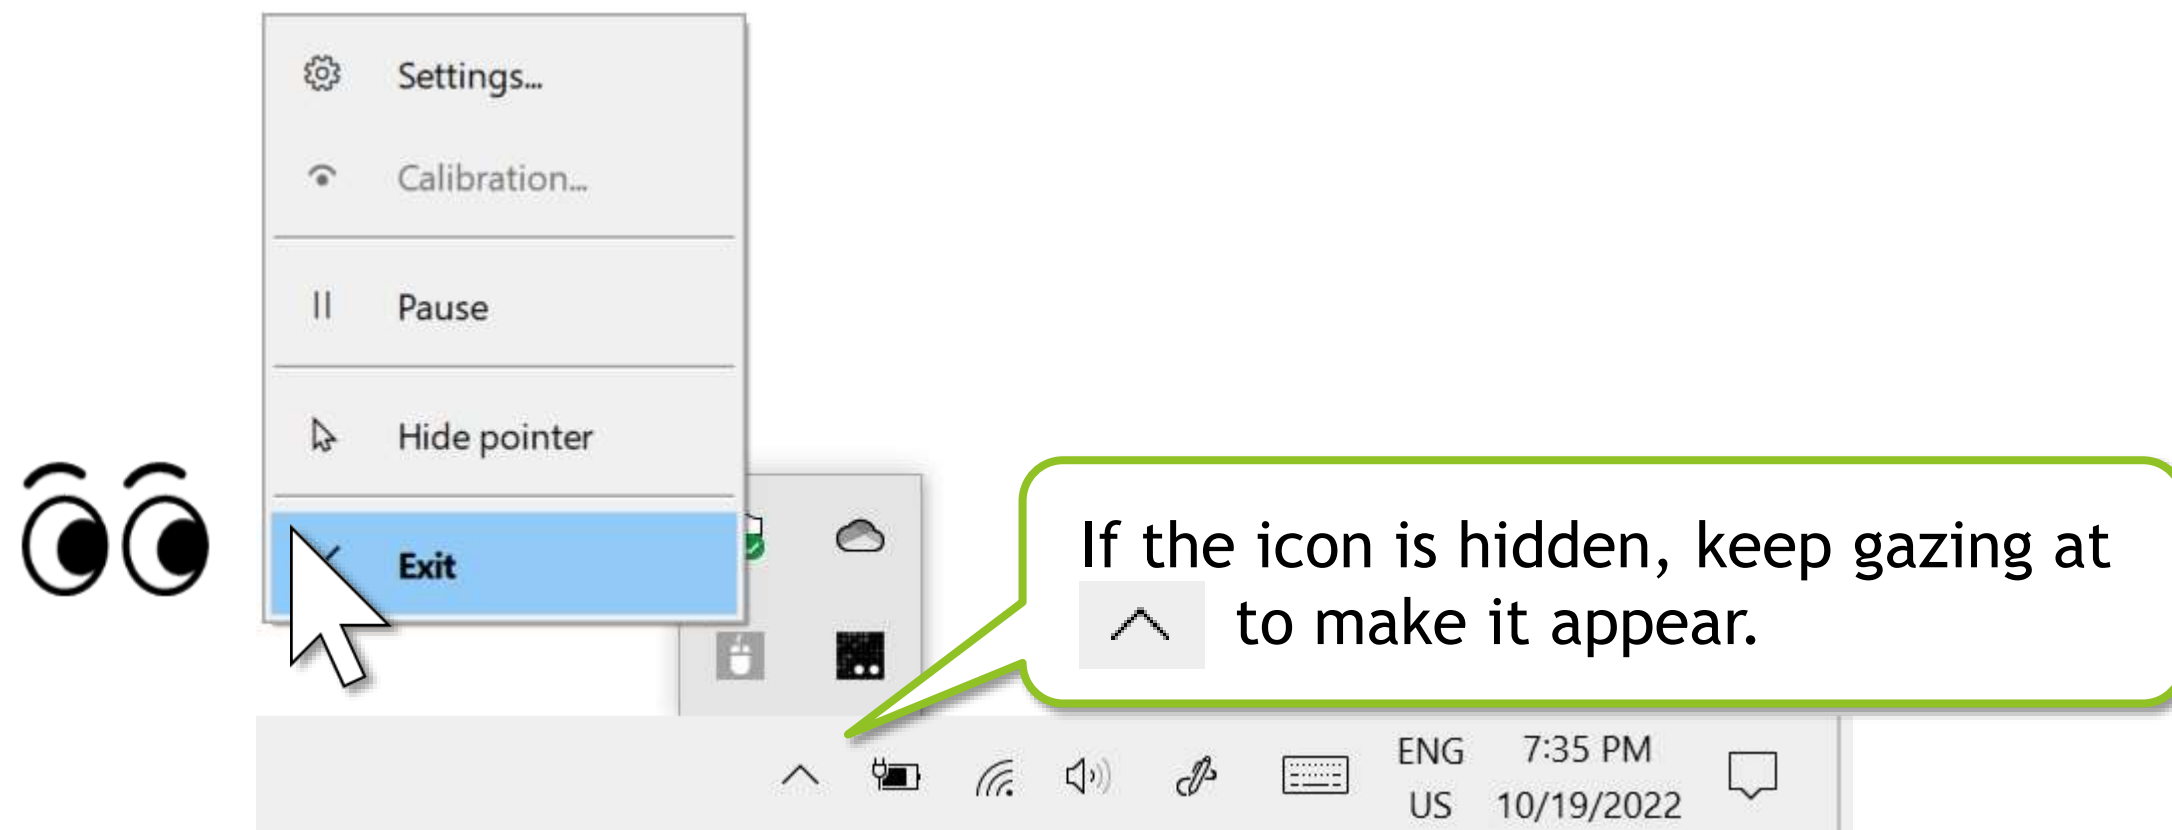 Settings...
Calibration...
Pause
Hide pointer
Exit
If the icon is hidden, keep gazing at
to make it appear.
ENG 7:35 PM
US 10/19/2022